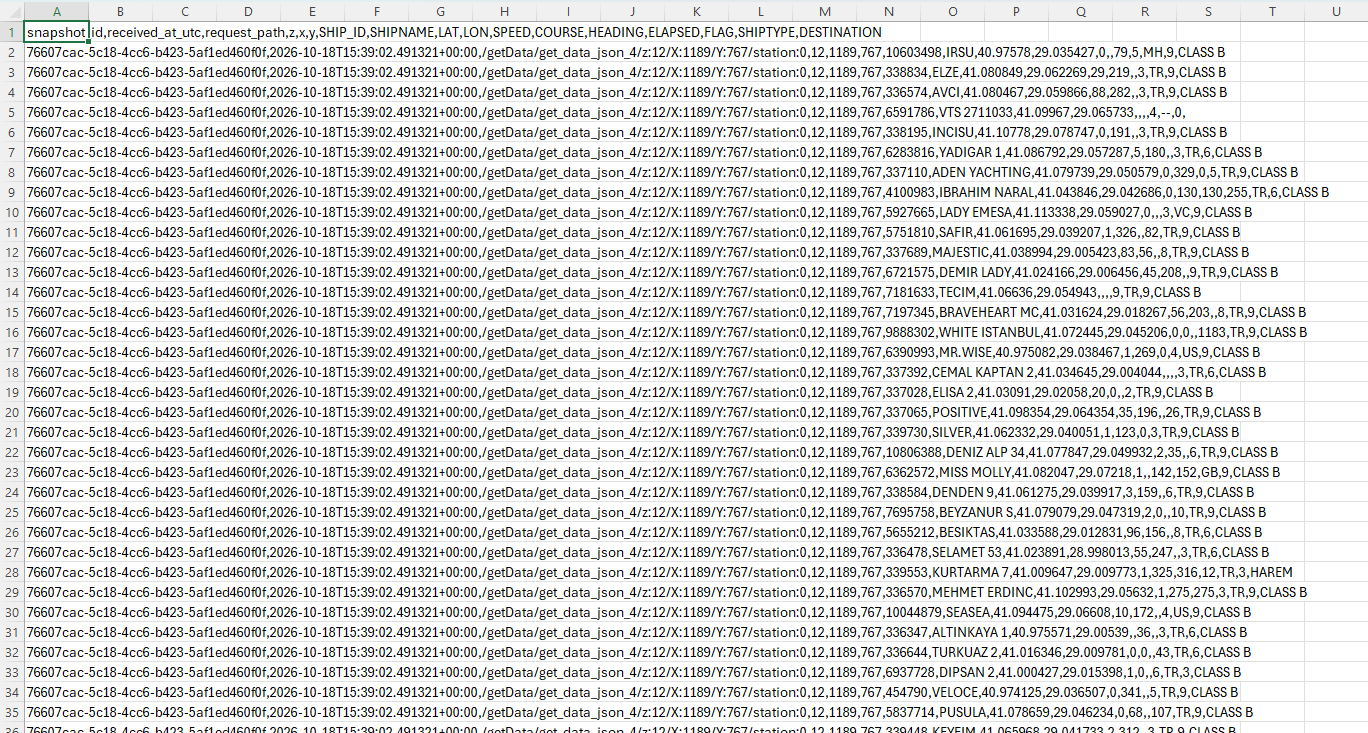 A B C D E F G H I J K L M N O P Q R S T U
1 snapshot_id,received_at_utc,request_path,z,x,y,SHIP_ID,SHIPNAME,LAT,LON,SPEED,COURSE,HEADING,ELAPSED,FLAG,SHIPTYPE,DESTINATION
2 76607cac-5c18-4cc6-b423-5af1ed460f0f,2026-10-18T15:39:02.491321+00:00,/getData/get_data_json_4/z:12/X:1189/Y:767/station:0,12,1189,767,10603498,IRSU,40.97578,29.035427,0,,79,5,MH,9,CLASS B
3 76607cac-5c18-4cc6-b423-5af1ed460f0f,2026-10-18T15:39:02.491321+00:00,/getData/get_data_json_4/z:12/X:1189/Y:767/station:0,12,1189,767,338834,ELZE,41.080849,29.062269,29,219,,3,TR,9,CLASS B
4 76607cac-5c18-4cc6-b423-5af1ed460f0f,2026-10-18T15:39:02.491321+00:00,/getData/get_data_json_4/z:12/X:1189/Y:767/station:0,12,1189,767,336574,AVCI,41.080467,29.059866,88,282,,3,TR,9,CLASS B
5 76607cac-5c18-4cc6-b423-5af1ed460f0f,2026-10-18T15:39:02.491321+00:00,/getData/get_data_json_4/z:12/X:1189/Y:767/station:0,12,1189,767,6591786,VTS 2711033,41.09967,29.065733,,,,4,--,0,
6 76607cac-5c18-4cc6-b423-5af1ed460f0f,2026-10-18T15:39:02.491321+00:00,/getData/get_data_json_4/z:12/X:1189/Y:767/station:0,12,1189,767,338195,INCISU,41.10778,29.078747,0,191,,3,TR,9,CLASS B
7 76607cac-5c18-4cc6-b423-5af1ed460f0f,2026-10-18T15:39:02.491321+00:00,/getData/get_data_json_4/z:12/X:1189/Y:767/station:0,12,1189,767,6283816,YADIGAR 1,41.086792,29.057287,5,180,,3,TR,6,CLASS B
8 76607cac-5c18-4cc6-b423-5af1ed460f0f,2026-10-18T15:39:02.491321+00:00,/getData/get_data_json_4/z:12/X:1189/Y:767/station:0,12,1189,767,337110,ADEN YACHTING,41.079739,29.050579,0,329,0,5,TR,9,CLASS B
9 76607cac-5c18-4cc6-b423-5af1ed460f0f,2026-10-18T15:39:02.491321+00:00,/getData/get_data_json_4/z:12/X:1189/Y:767/station:0,12,1189,767,4100983,IBRAHIM NARAL,41.043846,29.042686,0,130,130,255,TR,6,CLASS B
10 76607cac-5c18-4cc6-b423-5af1ed460f0f,2026-10-18T15:39:02.491321+00:00,/getData/get_data_json_4/z:12/X:1189/Y:767/station:0,12,1189,767,5927665,LADY EMESA,41.113338,29.059027,0,,,3,VC,9,CLASS B
11 76607cac-5c18-4cc6-b423-5af1ed460f0f,2026-10-18T15:39:02.491321+00:00,/getData/get_data_json_4/z:12/X:1189/Y:767/station:0,12,1189,767,5751810,SAFIR,41.061695,29.039207,1,326,,82,TR,9,CLASS B
12 76607cac-5c18-4cc6-b423-5af1ed460f0f,2026-10-18T15:39:02.491321+00:00,/getData/get_data_json_4/z:12/X:1189/Y:767/station:0,12,1189,767,337689,MAJESTIC,41.038994,29.005423,83,56,,8,TR,9,CLASS B
13 76607cac-5c18-4cc6-b423-5af1ed460f0f,2026-10-18T15:39:02.491321+00:00,/getData/get_data_json_4/z:12/X:1189/Y:767/station:0,12,1189,767,6721575,DEMIR LADY,41.024166,29.006456,45,208,,9,TR,9,CLASS B
14 76607cac-5c18-4cc6-b423-5af1ed460f0f,2026-10-18T15:39:02.491321+00:00,/getData/get_data_json_4/z:12/X:1189/Y:767/station:0,12,1189,767,7181633,TECIM,41.06636,29.054943,,,,9,TR,9,CLASS B
15 76607cac-5c18-4cc6-b423-5af1ed460f0f,2026-10-18T15:39:02.491321+00:00,/getData/get_data_json_4/z:12/X:1189/Y:767/station:0,12,1189,767,7197345,BRAVEHEART MC,41.031624,29.018267,56,203,,8,TR,9,CLASS B
16 76607cac-5c18-4cc6-b423-5af1ed460f0f,2026-10-18T15:39:02.491321+00:00,/getData/get_data_json_4/z:12/X:1189/Y:767/station:0,12,1189,767,9888302,WHITE ISTANBUL,41.072445,29.045206,0,0,,1183,TR,9,CLASS B
17 76607cac-5c18-4cc6-b423-5af1ed460f0f,2026-10-18T15:39:02.491321+00:00,/getData/get_data_json_4/z:12/X:1189/Y:767/station:0,12,1189,767,6390993,MR.WISE,40.975082,29.038467,1,269,0,4,US,9,CLASS B
18 76607cac-5c18-4cc6-b423-5af1ed460f0f,2026-10-18T15:39:02.491321+00:00,/getData/get_data_json_4/z:12/X:1189/Y:767/station:0,12,1189,767,337392,CEMAL KAPTAN 2,41.034645,29.004044,,,,3,TR,6,CLASS B
19 76607cac-5c18-4cc6-b423-5af1ed460f0f,2026-10-18T15:39:02.491321+00:00,/getData/get_data_json_4/z:12/X:1189/Y:767/station:0,12,1189,767,337028,ELISA 2,41.03091,29.02058,20,0,,2,TR,9,CLASS B
20 76607cac-5c18-4cc6-b423-5af1ed460f0f,2026-10-18T15:39:02.491321+00:00,/getData/get_data_json_4/z:12/X:1189/Y:767/station:0,12,1189,767,337065,POSITIVE,41.098354,29.064354,35,196,,26,TR,9,CLASS B
21 76607cac-5c18-4cc6-b423-5af1ed460f0f,2026-10-18T15:39:02.491321+00:00,/getData/get_data_json_4/z:12/X:1189/Y:767/station:0,12,1189,767,339730,SILVER,41.062332,29.040051,1,123,0,3,TR,9,CLASS B
22 76607cac-5c18-4cc6-b423-5af1ed460f0f,2026-10-18T15:39:02.491321+00:00,/getData/get_data_json_4/z:12/X:1189/Y:767/station:0,12,1189,767,10806388,DENIZ ALP 34,41.077847,29.049932,2,35,,6,TR,9,CLASS B
23 76607cac-5c18-4cc6-b423-5af1ed460f0f,2026-10-18T15:39:02.491321+00:00,/getData/get_data_json_4/z:12/X:1189/Y:767/station:0,12,1189,767,6362572,MISS MOLLY,41.082047,29.07218,1,,142,152,GB,9,CLASS B
24 76607cac-5c18-4cc6-b423-5af1ed460f0f,2026-10-18T15:39:02.491321+00:00,/getData/get_data_json_4/z:12/X:1189/Y:767/station:0,12,1189,767,338584,DENDEN 9,41.061275,29.039917,3,159,,6,TR,9,CLASS B
25 76607cac-5c18-4cc6-b423-5af1ed460f0f,2026-10-18T15:39:02.491321+00:00,/getData/get_data_json_4/z:12/X:1189/Y:767/station:0,12,1189,767,7695758,BEYZANUR S,41.079079,29.047319,2,0,,10,TR,9,CLASS B
26 76607cac-5c18-4cc6-b423-5af1ed460f0f,2026-10-18T15:39:02.491321+00:00,/getData/get_data_json_4/z:12/X:1189/Y:767/station:0,12,1189,767,5655212,BESIKTAS,41.033588,29.012831,96,156,,8,TR,6,CLASS B
27 76607cac-5c18-4cc6-b423-5af1ed460f0f,2026-10-18T15:39:02.491321+00:00,/getData/get_data_json_4/z:12/X:1189/Y:767/station:0,12,1189,767,336478,SELAMET 53,41.023891,28.998013,55,247,,3,TR,6,CLASS B
28 76607cac-5c18-4cc6-b423-5af1ed460f0f,2026-10-18T15:39:02.491321+00:00,/getData/get_data_json_4/z:12/X:1189/Y:767/station:0,12,1189,767,339553,KURTARMA 7,41.009647,29.009773,1,325,316,12,TR,3,HAREM
29 76607cac-5c18-4cc6-b423-5af1ed460f0f,2026-10-18T15:39:02.491321+00:00,/getData/get_data_json_4/z:12/X:1189/Y:767/station:0,12,1189,767,336570,MEHMET ERDINC,41.102993,29.05632,1,275,275,3,TR,9,CLASS B
30 76607cac-5c18-4cc6-b423-5af1ed460f0f,2026-10-18T15:39:02.491321+00:00,/getData/get_data_json_4/z:12/X:1189/Y:767/station:0,12,1189,767,10044879,SEASEA,41.094475,29.06608,10,172,,4,US,9,CLASS B
31 76607cac-5c18-4cc6-b423-5af1ed460f0f,2026-10-18T15:39:02.491321+00:00,/getData/get_data_json_4/z:12/X:1189/Y:767/station:0,12,1189,767,336347,ALTINKAYA 1,40.975571,29.00539,,36,,3,TR,6,CLASS B
32 76607cac-5c18-4cc6-b423-5af1ed460f0f,2026-10-18T15:39:02.491321+00:00,/getData/get_data_json_4/z:12/X:1189/Y:767/station:0,12,1189,767,336644,TURKUAZ 2,41.016346,29.009781,0,0,,43,TR,6,CLASS B
33 76607cac-5c18-4cc6-b423-5af1ed460f0f,2026-10-18T15:39:02.491321+00:00,/getData/get_data_json_4/z:12/X:1189/Y:767/station:0,12,1189,767,6937728,DIPSAN 2,41.000427,29.015398,1,0,,6,TR,3,CLASS B
34 76607cac-5c18-4cc6-b423-5af1ed460f0f,2026-10-18T15:39:02.491321+00:00,/getData/get_data_json_4/z:12/X:1189/Y:767/station:0,12,1189,767,454790,VELOCE,40.974125,29.036507,0,341,,5,TR,9,CLASS B
35 76607cac-5c18-4cc6-b423-5af1ed460f0f,2026-10-18T15:39:02.491321+00:00,/getData/get_data_json_4/z:12/X:1189/Y:767/station:0,12,1189,767,5837714,PUSULA,41.078659,29.046234,0,68,,107,TR,9,CLASS B